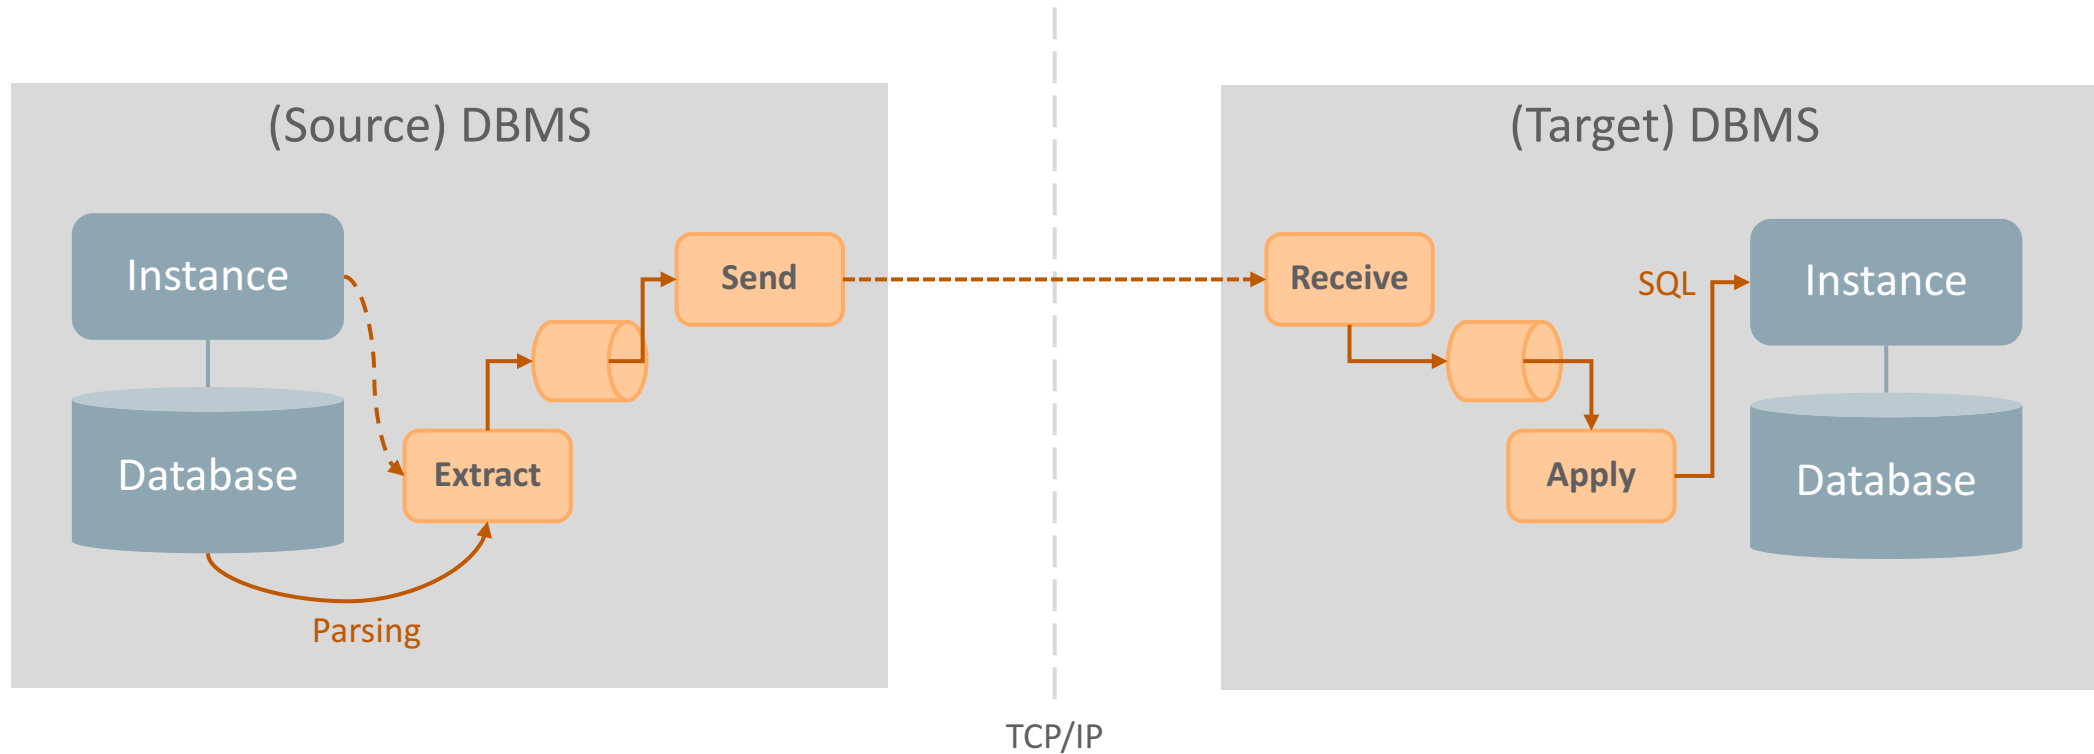 (Source) DBMS
Instance
Database
Extract
Send
Parsing
TCP/IP
(Target) DBMS
Receive
Apply
SQL
Instance
Database